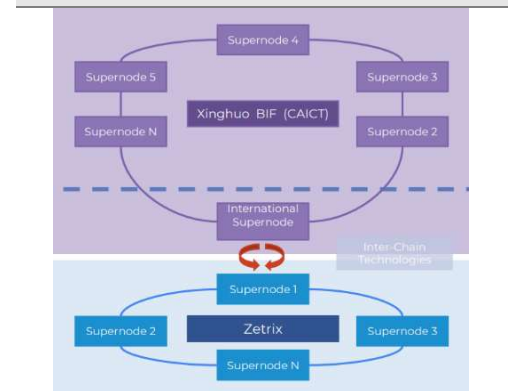 Supernode 4
Supernode 5
Supernode 3
Xinghuo BIF (CAICT)
Supernode N
Supernode 2
International
Supernode
Inter-Chain
Technologies
Supernode 1
Supernode 2
Zetrix
Supernode 3
Supernode N